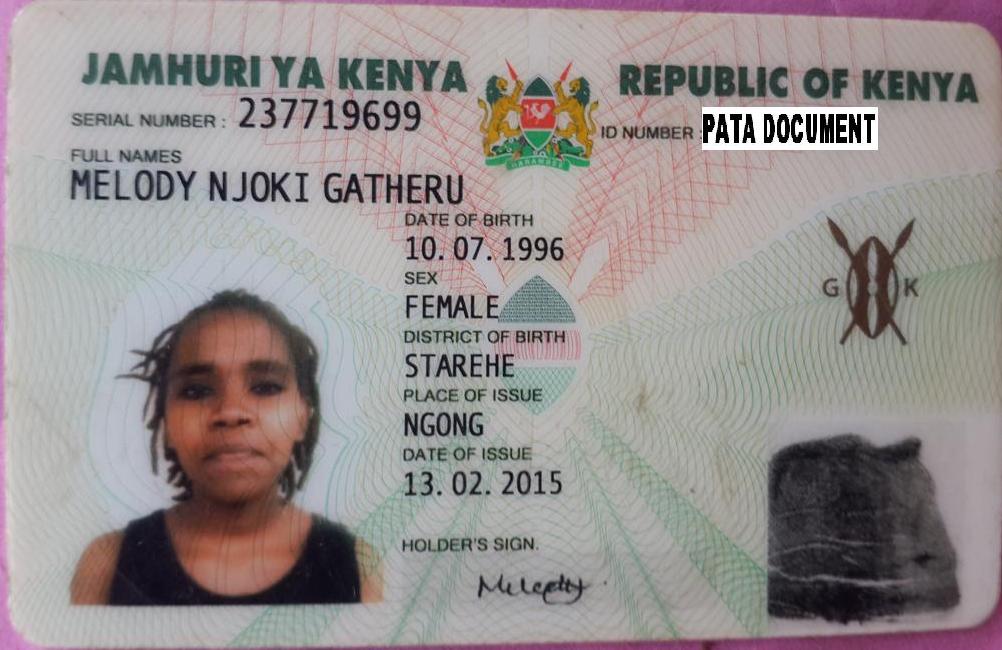 JAMHURI YA KENYA
REPUBLIC OF KENYA
SERIAL NUMBER : 237719699
ID NUMBER : PATA DOCUMENT
FULL NAMES
MELODY NJOKI GATHERU
DATE OF BIRTH
10. 07. 1996
SEX
FEMALE
DISTRICT OF BIRTH
STAREHE
PLACE OF ISSUE
NGONG
DATE OF ISSUE
13. 02. 2015
HOLDER'S SIGN.
G K
HARAMBEE